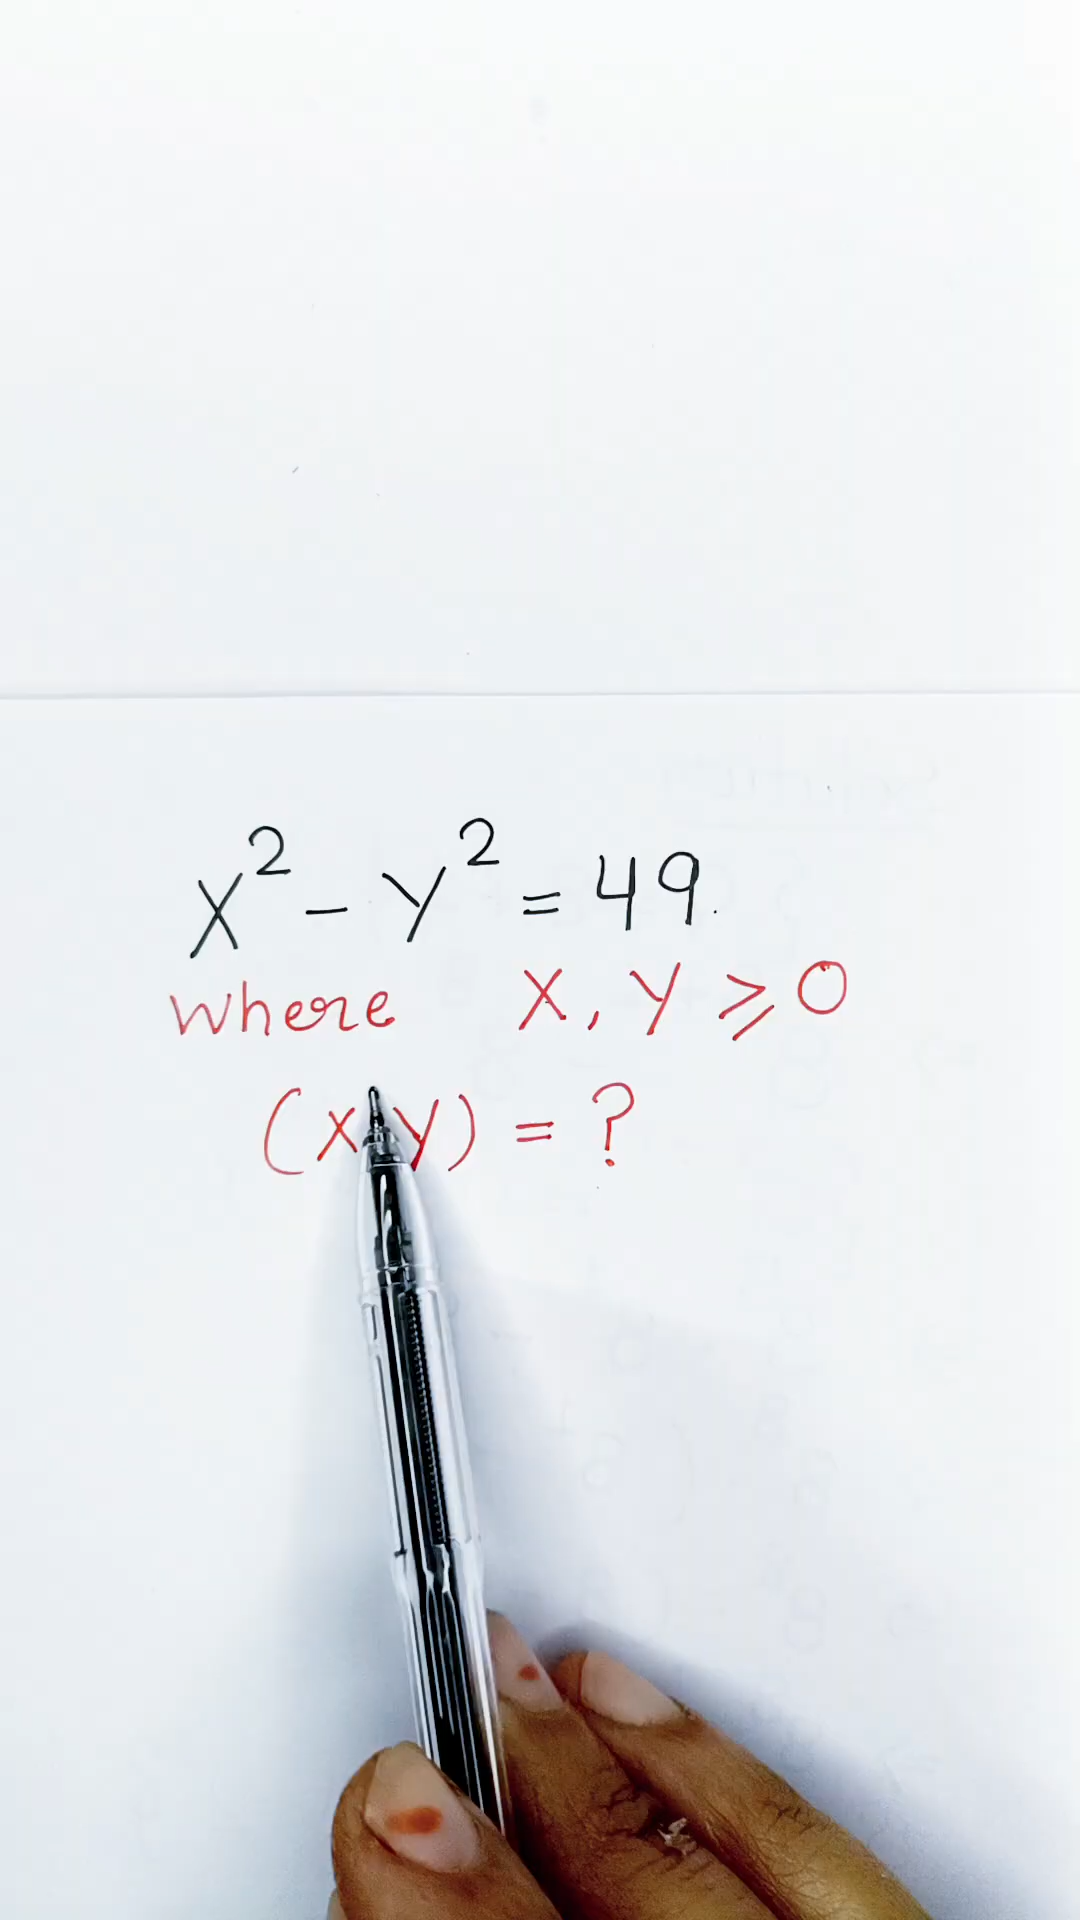 X² - Y² = 49.
where X, Y ⩾ 0
(X Y) = ?